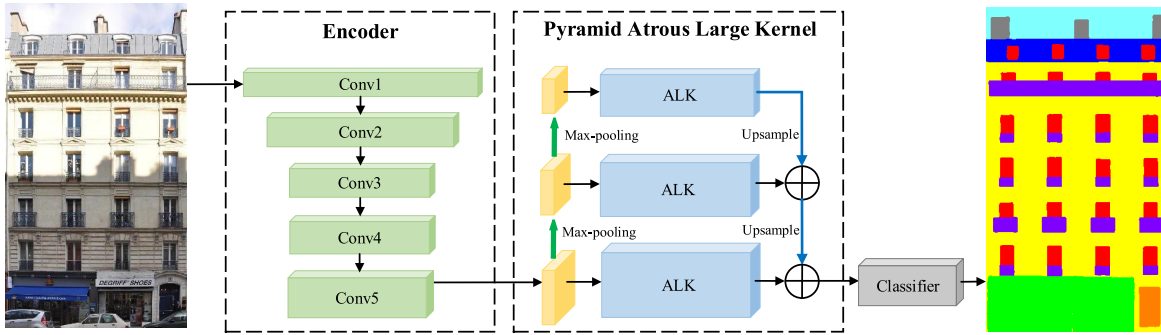 Encoder
Pyramid Atrous Large Kernel
Conv1
ALK
Max-pooling
Upsample
Conv2
Conv3
ALK
Conv4
Max-pooling
Upsample
Conv5
ALK
Classifier
DEGRIFF' SHOES